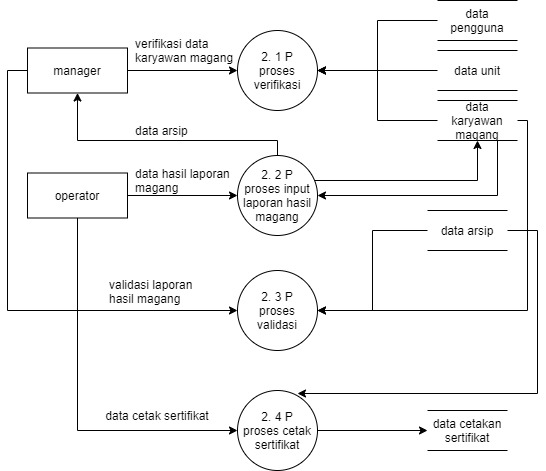 data
pengguna
verifikasi data
karyawan magang
manager
2. 1 P
proses
verifikasi
data unit
data
karyawan
magang
data arsip
data hasil laporan
magang
2. 2 P
proses input
laporan hasil
magang
operator
data arsip
validasi laporan
hasil magang
2. 3 P
proses
validasi
data cetak sertifikat
2. 4 P
proses cetak
sertifikat
data cetakan
sertifikat